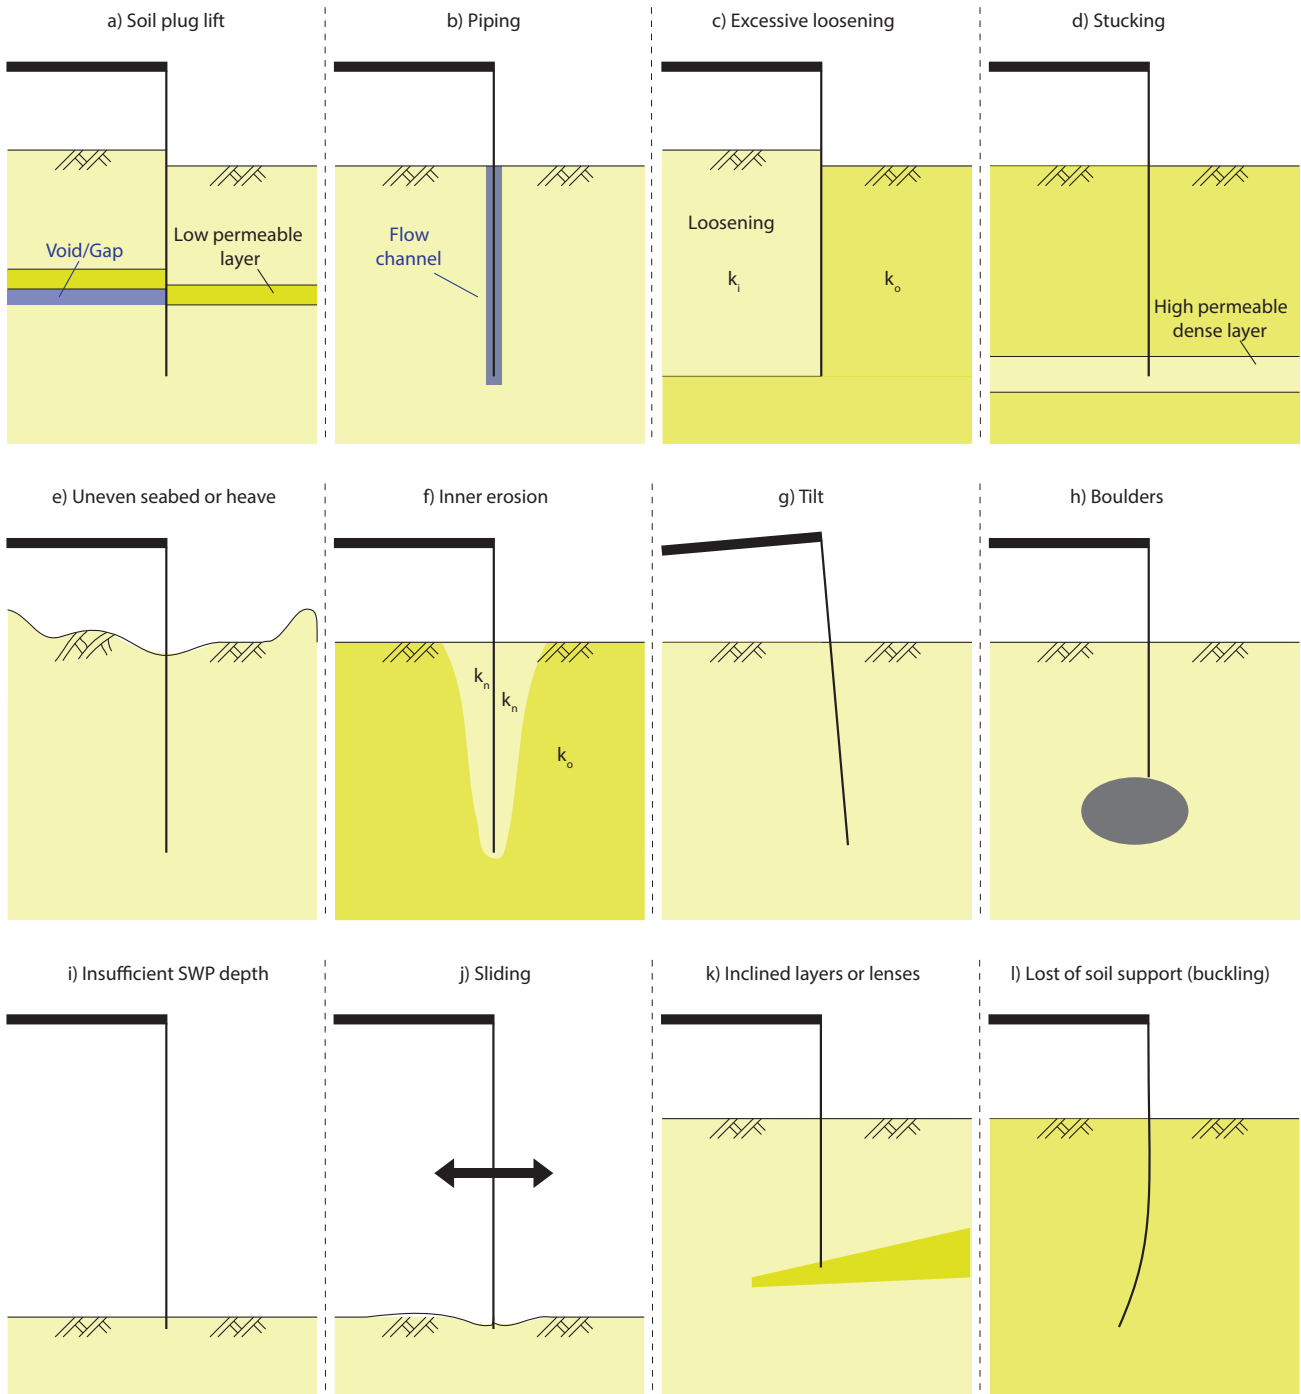 a) Soil plug lift
b) Piping
c) Excessive loosening
d) Stucking
Void/Gap
Low permeable
layer
Flow
channel
Loosening
ki
ko
High permeable
dense layer
e) Uneven seabed or heave
f) Inner erosion
g) Tilt
h) Boulders
kn
kn
ko
i) Insufficient SWP depth
j) Sliding
k) Inclined layers or lenses
l) Lost of soil support (buckling)